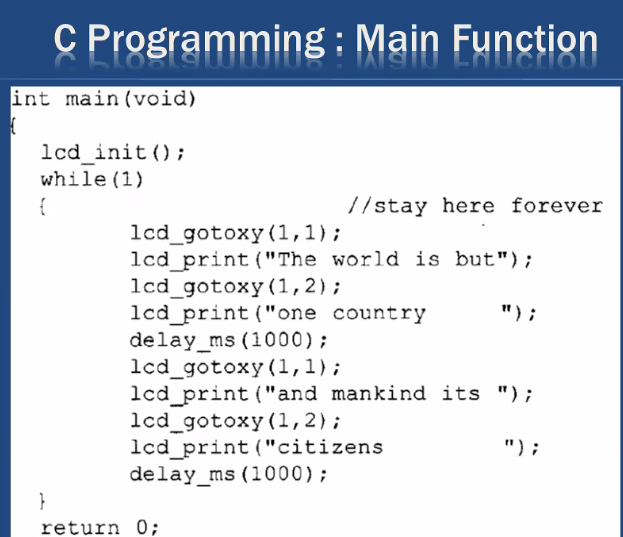 C Programming : Main Function
int main(void)
{
lcd_init();
while(1)
{ //stay here forever
lcd_gotoxy(1,1);
lcd_print("The world is but");
lcd_gotoxy(1,2);
lcd_print("one country      ");
delay_ms(1000);
lcd_gotoxy(1,1);
lcd_print("and mankind its ");
lcd_gotoxy(1,2);
lcd_print("citizens          ");
delay_ms(1000);
}
return 0;